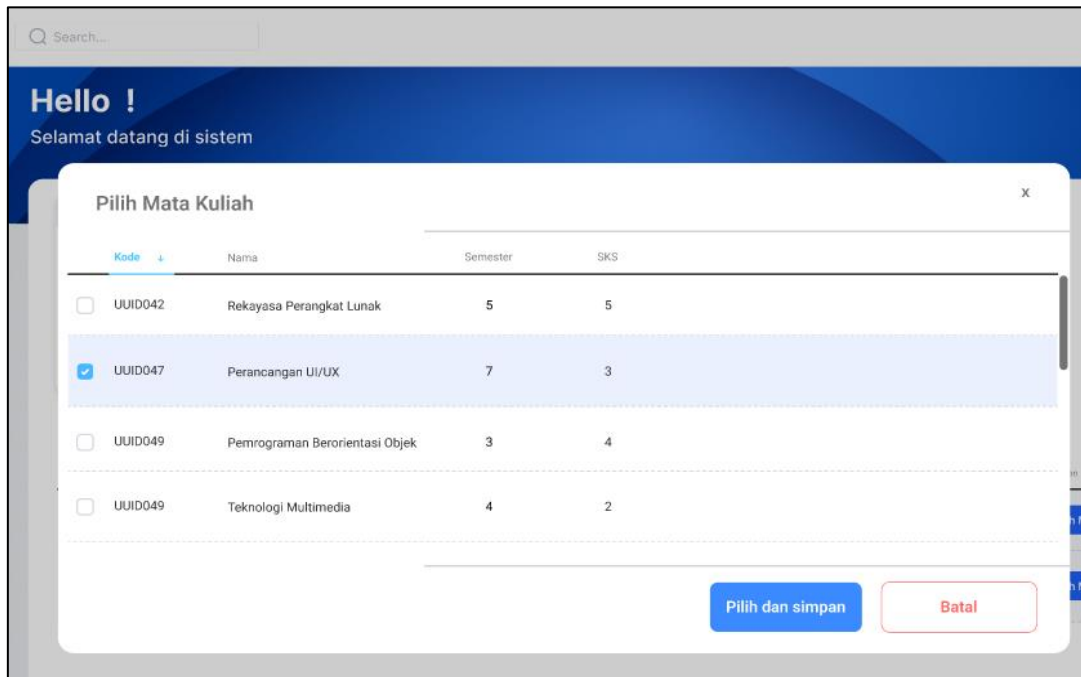 Search...
Hello !
Selamat datang di sistem
Pilih Mata Kuliah x
Kode ↓ Nama Semester SKS
UUID042 Rekayasa Perangkat Lunak 5 5
UUID047 Perancangan UI/UX 7 3
UUID049 Pemrograman Berorientasi Objek 3 4
UUID049 Teknologi Multimedia 4 2
Pilih dan simpan Batal